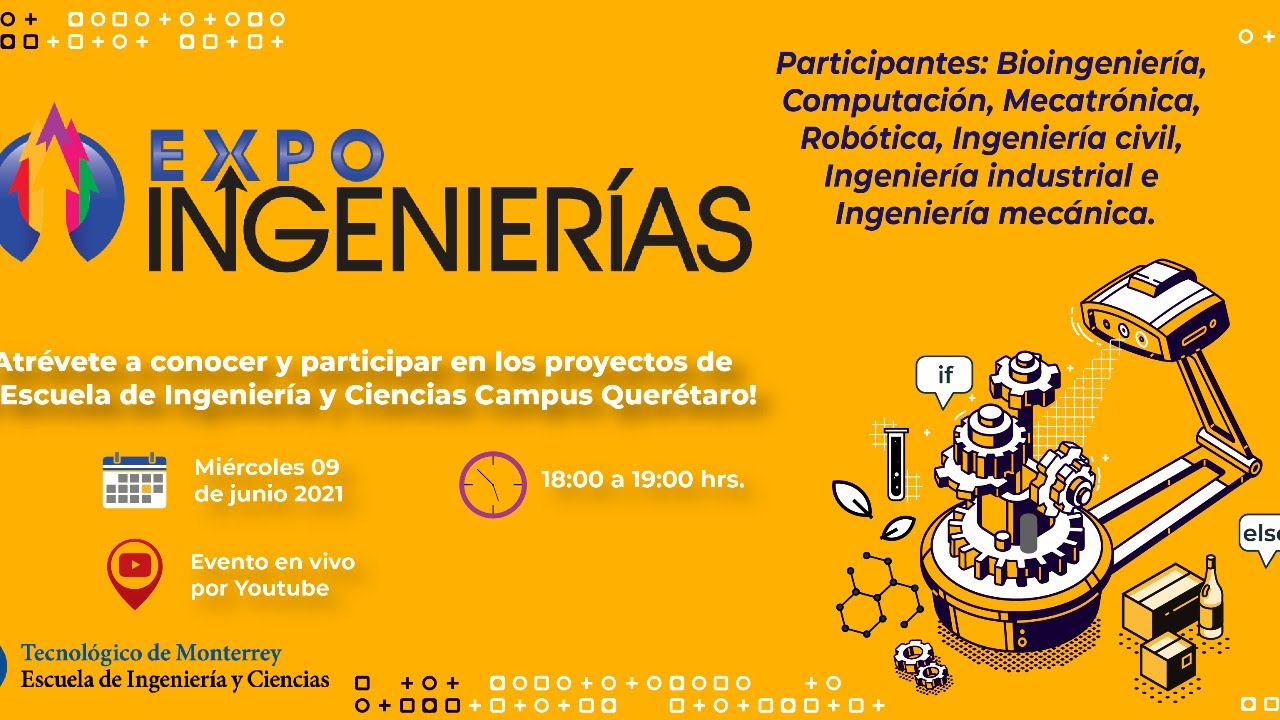 EXPO
INGENIERÍAS
Participantes: Bioingeniería,
Computación, Mecatrónica,
Robótica, Ingeniería civil,
Ingeniería industrial e
Ingeniería mecánica.
Atrévete a conocer y participar en los proyectos de
Escuela de Ingeniería y Ciencias Campus Querétaro!
Miércoles 09
de junio 2021
18:00 a 19:00 hrs.
Evento en vivo
por Youtube
if
else
Tecnológico de Monterrey
Escuela de Ingeniería y Ciencias